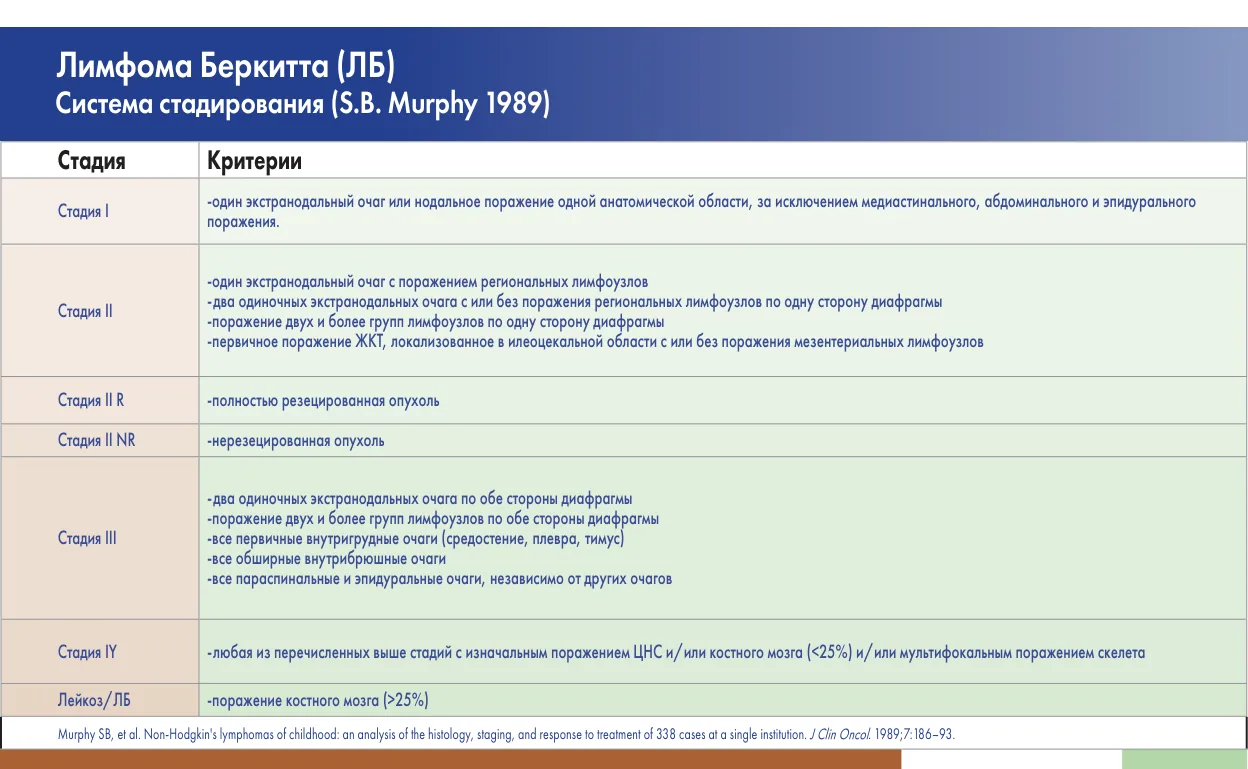 Лимфома Беркитта (ЛБ)
Система стадирования (S.B. Murphy 1989)
Стадия Критерии
Стадия I
-один экстранодальный очаг или нодальное поражение одной анатомической области, за исключением медиастинального, абдоминального и эпидурального
поражения.
Стадия II
-один экстранодальный очаг с поражением региональных лимфоузлов
-два одиночных экстранодальных очага с или без поражения региональных лимфоузлов по одну сторону диафрагмы
-поражение двух и более групп лимфоузлов по одну сторону диафрагмы
-первичное поражение ЖКТ, локализованное в илеоцекальной области с или без поражения мезентериальных лимфоузлов
Стадия II R -полностью резецированная опухоль
Стадия II NR -нерезецированная опухоль
Стадия III
-два одиночных экстранодальных очага по обе стороны диафрагмы
-поражение двух и более групп лимфоузлов по обе стороны диафрагмы
-все первичные внутригрудные очаги (средостение, плевра, тимус)
-все обширные внутрибрюшные очаги
-все параспинальные и эпидуральные очаги, независимо от других очагов
Стадия IY -любая из перечисленных выше стадий с изначальным поражением ЦНС и/или костного мозга (<25%) и/или мультифокальным поражением скелета
Лейкоз/ЛБ -поражение костного мозга (>25%)
Murphy SB, et al. Non-Hodgkin's lymphomas of childhood: an analysis of the histology, staging, and response to treatment of 338 cases at a single institution. J Clin Oncol. 1989;7:186–93.